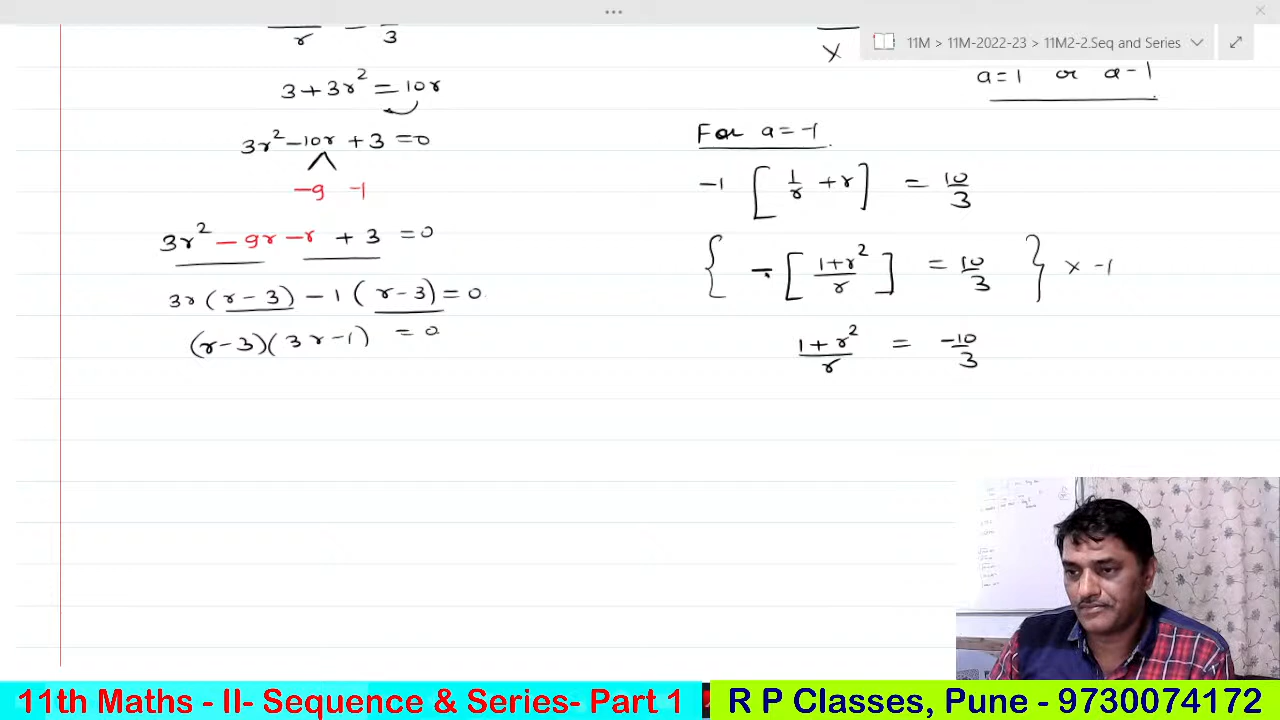 11M > 11M-2022-23 > 11M2-2.Seq and Series
r 3
3 + 3r² = 10r
3r² - 10r + 3 = 0
-9 -1
3r² - 9r - r + 3 = 0
3r (r - 3) - 1 (r - 3) = 0
(r - 3)(3r - 1) = 0
x
a = 1 or a - 1
For a = -1
-1 [1/r + r] = 10/3
{ - [(1 + r²)/r] = 10/3 } x -1
(1 + r²)/r = -10/3
11th Maths - II- Sequence & Series- Part 1
R P Classes, Pune - 9730074172